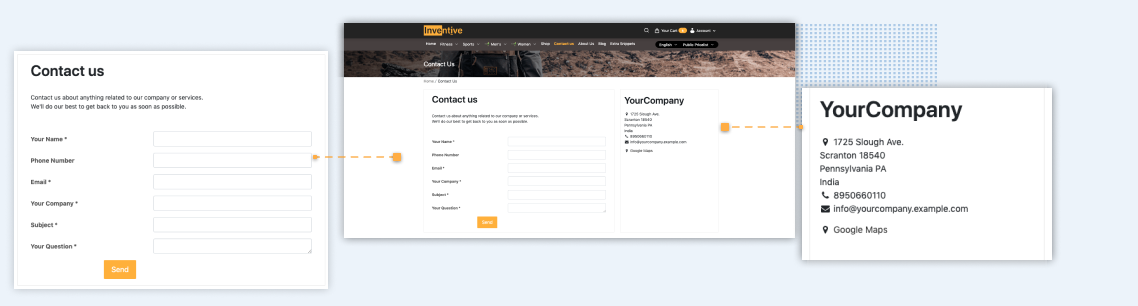 Contact us
Contact us about anything related to our company or services.
We'll do our best to get back to you as soon as possible.
Your Name *
Phone Number
Email *
Your Company *
Subject *
Your Question *
Send
Inventive
Your Cart
Account
Home Fitness Sports Men's Women Shop Contact us About Us Blog Extra Snippets English Public Pricelist
Contact Us
Home / Contact Us
Contact us
Contact us about anything related to our company or services.
We'll do our best to get back to you as soon as possible.
Your Name *
Phone Number
Email *
Your Company *
Subject *
Your Question *
Send
YourCompany
1725 Slough Ave.
Scranton 18540
Pennsylvania PA
India
8950660110
info@yourcompany.example.com
Google Maps
YourCompany
1725 Slough Ave.
Scranton 18540
Pennsylvania PA
India
8950660110
info@yourcompany.example.com
Google Maps